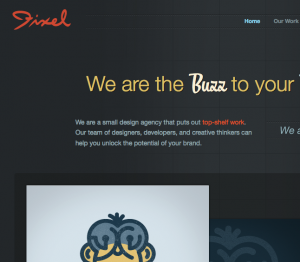 Fixel
Home Our Work
We are the Buzz to your
We are a small design agency that puts out top-shelf work.
Our team of designers, developers, and creative thinkers can
help you unlock the potential of your brand.
We a